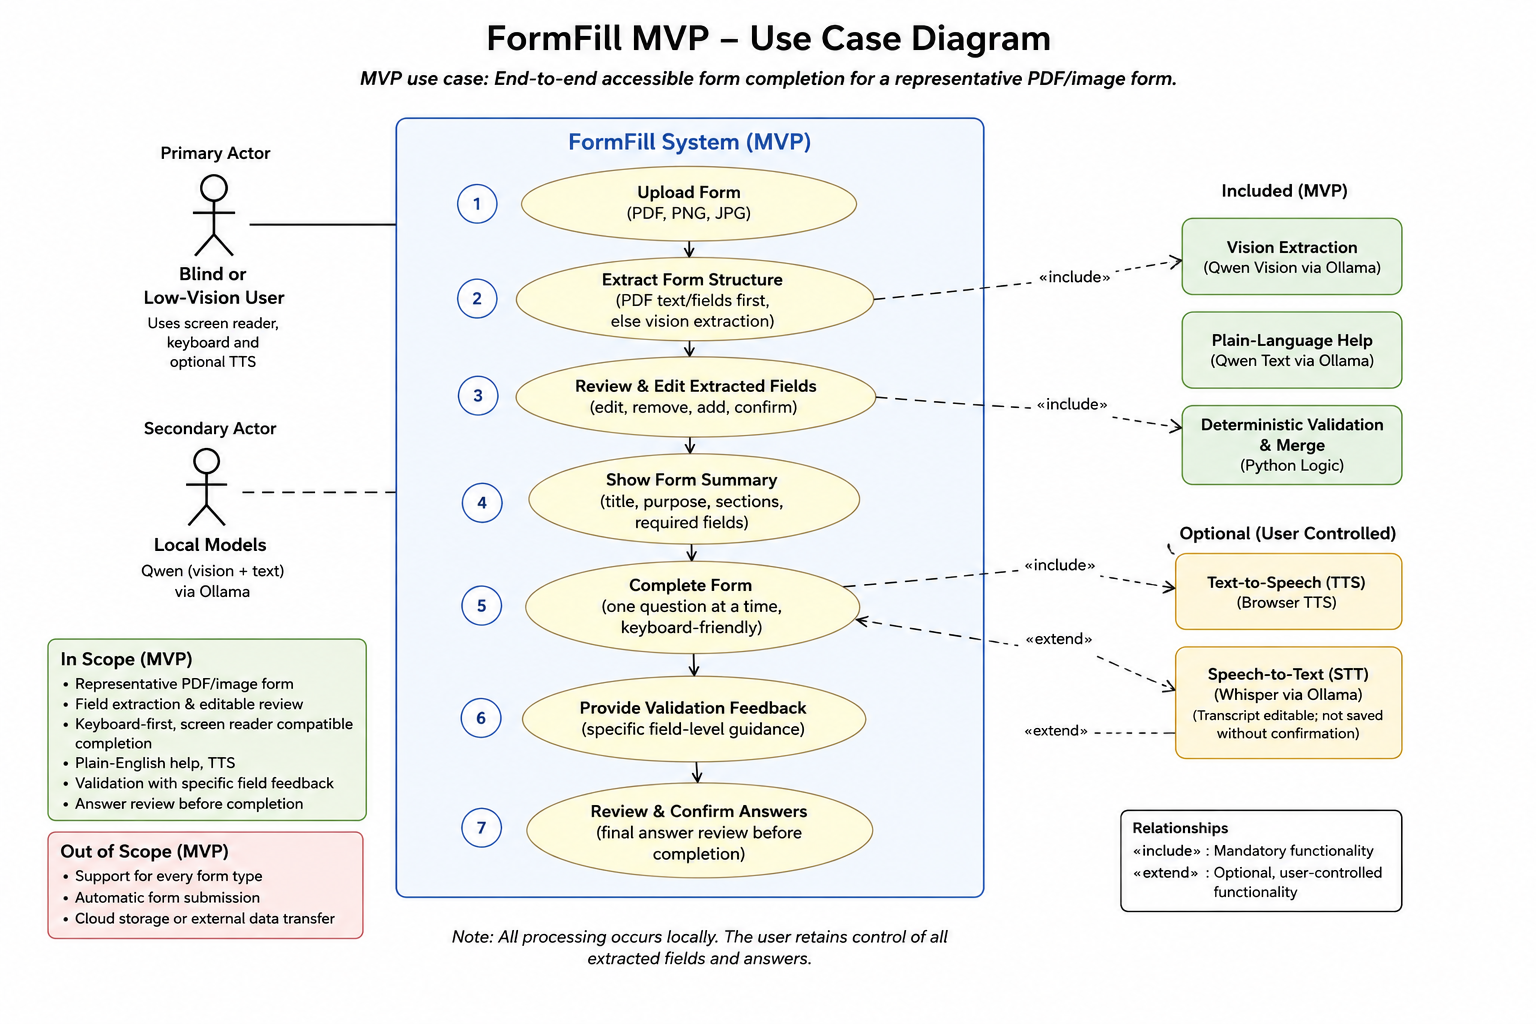 FormFill MVP – Use Case Diagram
MVP use case: End-to-end accessible form completion for a representative PDF/image form.
Primary Actor
Blind or
Low-Vision User
Uses screen reader,
keyboard and
optional TTS
Secondary Actor
Local Models
Qwen (vision + text)
via Ollama
In Scope (MVP)
• Representative PDF/image form
• Field extraction & editable review
• Keyboard-first, screen reader compatible
completion
• Plain-English help, TTS
• Validation with specific field feedback
• Answer review before completion
Out of Scope (MVP)
• Support for every form type
• Automatic form submission
• Cloud storage or external data transfer
FormFill System (MVP)
1
Upload Form
(PDF, PNG, JPG)
2
Extract Form Structure
(PDF text/fields first,
else vision extraction)
3
Review & Edit Extracted Fields
(edit, remove, add, confirm)
4
Show Form Summary
(title, purpose, sections,
required fields)
5
Complete Form
(one question at a time,
keyboard-friendly)
6
Provide Validation Feedback
(specific field-level guidance)
7
Review & Confirm Answers
(final answer review before
completion)
«include»
«include»
«include»
«extend»
«extend»
Included (MVP)
Vision Extraction
(Qwen Vision via Ollama)
Plain-Language Help
(Qwen Text via Ollama)
Deterministic Validation
& Merge
(Python Logic)
Optional (User Controlled)
Text-to-Speech (TTS)
(Browser TTS)
Speech-to-Text (STT)
(Whisper via Ollama)
(Transcript editable; not saved
without confirmation)
Relationships
«include» : Mandatory functionality
«extend» : Optional, user-controlled
functionality
Note: All processing occurs locally. The user retains control of all
extracted fields and answers.